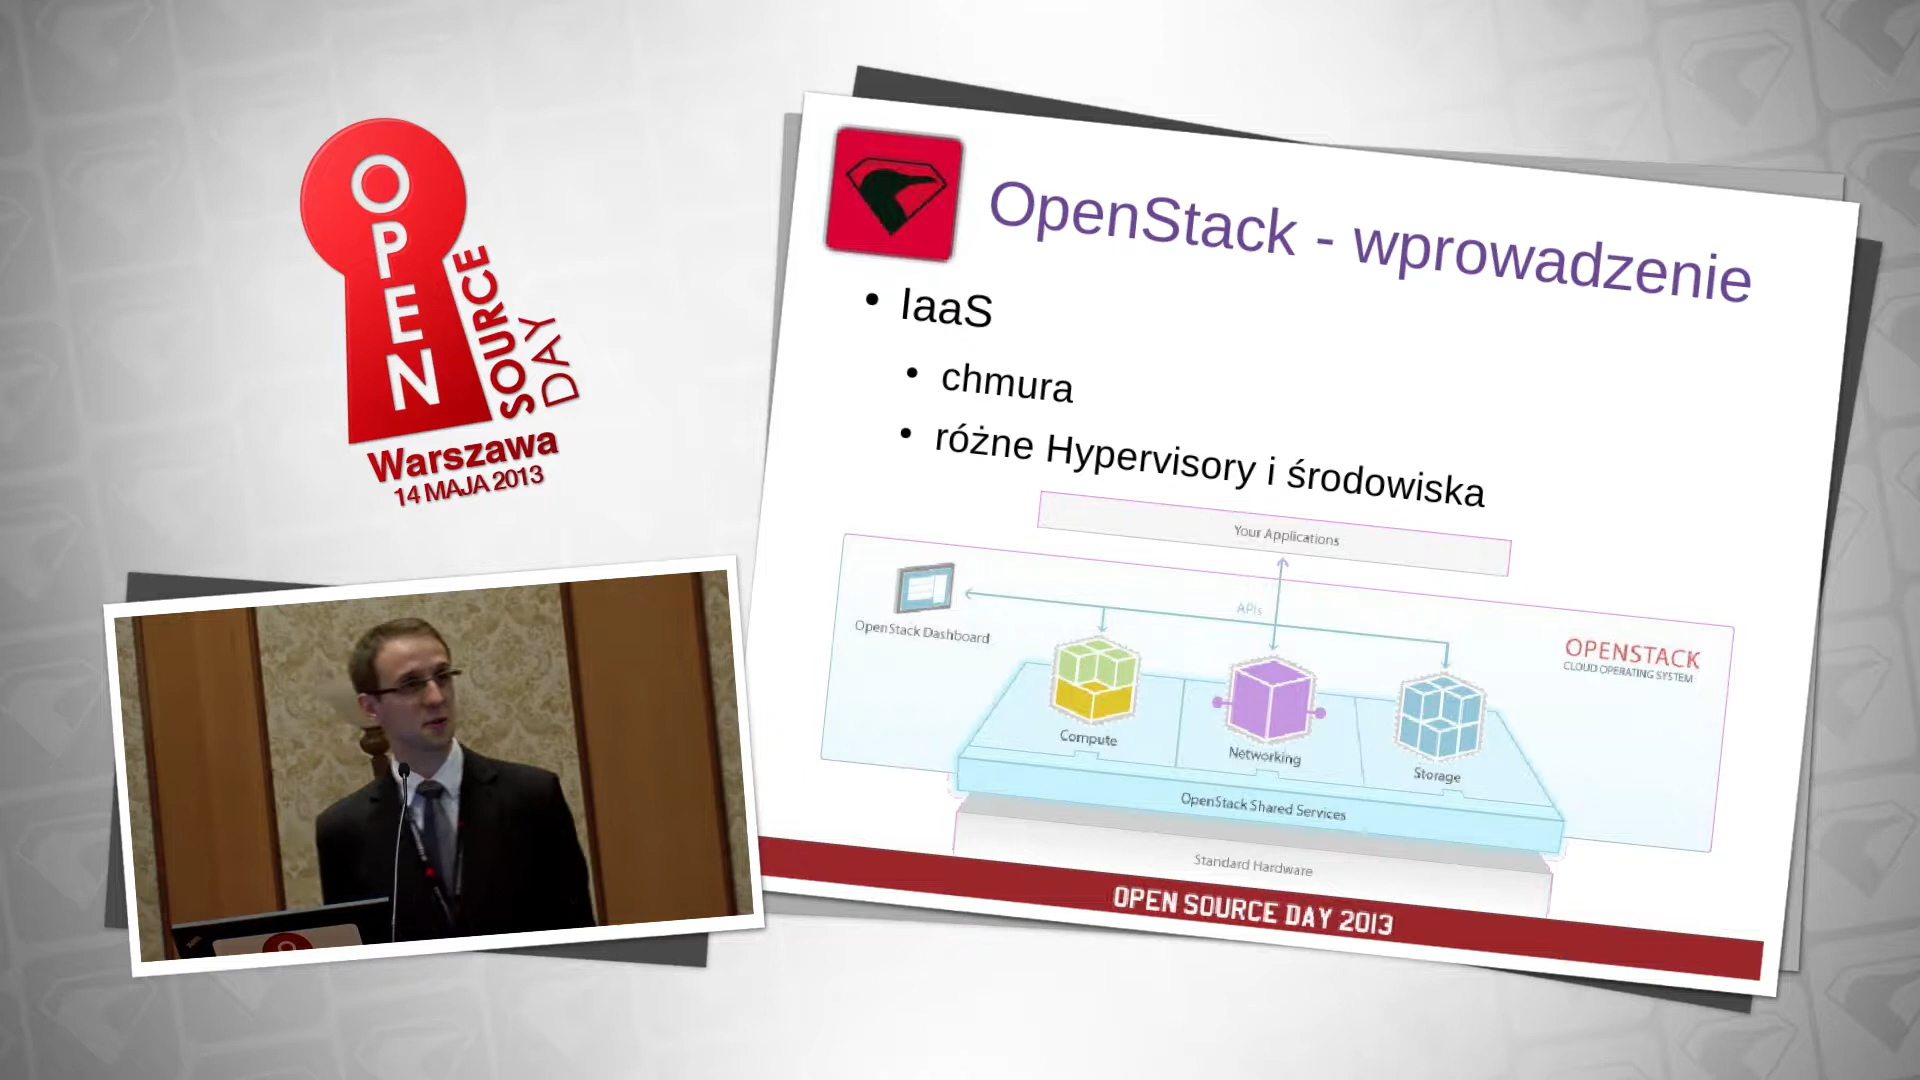 OPEN
SOURCE
DAY
Warszawa
14 MAJA 2013
OpenStack - wprowadzenie
• IaaS
• chmura
• różne Hypervisory i środowiska
Your Applications
APIs
OpenStack Dashboard
OPENSTACK
CLOUD OPERATING SYSTEM
Compute
Networking
Storage
OpenStack Shared Services
Standard Hardware
OPEN SOURCE DAY 2013